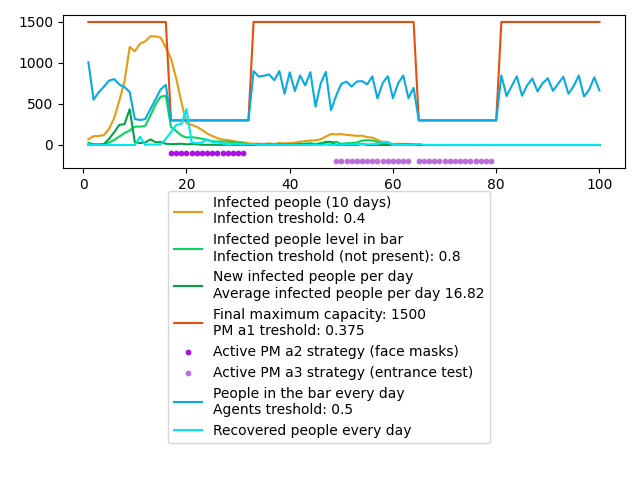 1500
1000
500
0
0 20 40 60 80 100
Infected people (10 days)
Infection treshold: 0.4
Infected people level in bar
Infection treshold (not present): 0.8
New infected people per day
Average infected people per day 16.82
Final maximum capacity: 1500
PM a1 treshold: 0.375
Active PM a2 strategy (face masks)
Active PM a3 strategy (entrance test)
People in the bar every day
Agents treshold: 0.5
Recovered people every day